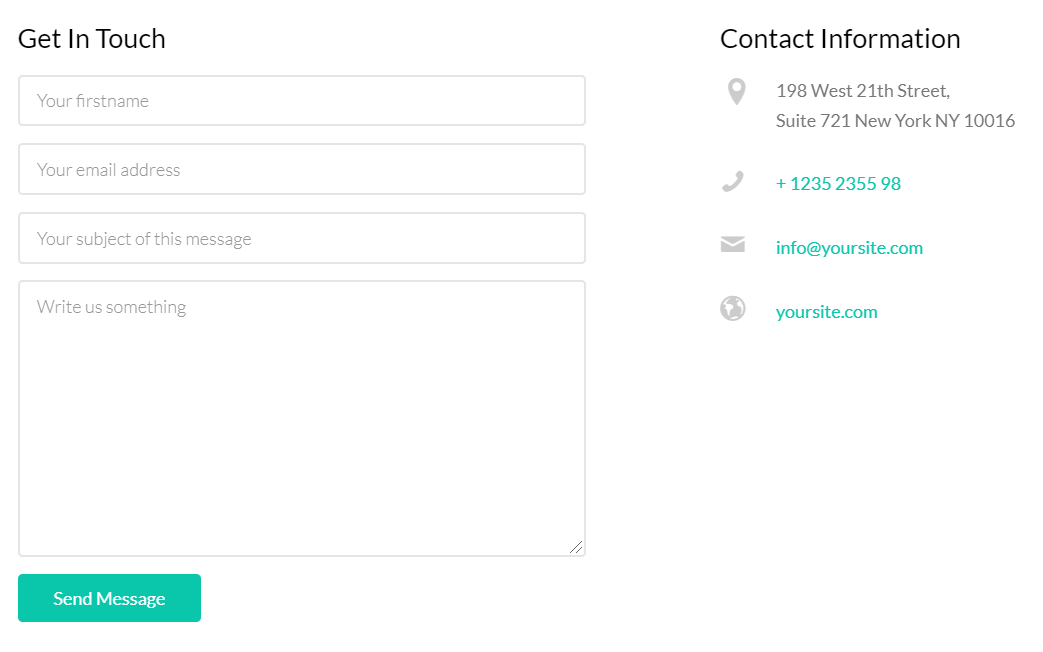 Get In Touch
Your firstname
Your email address
Your subject of this message
Write us something
Send Message
Contact Information
198 West 21th Street,
Suite 721 New York NY 10016
+ 1235 2355 98
info@yoursite.com
yoursite.com